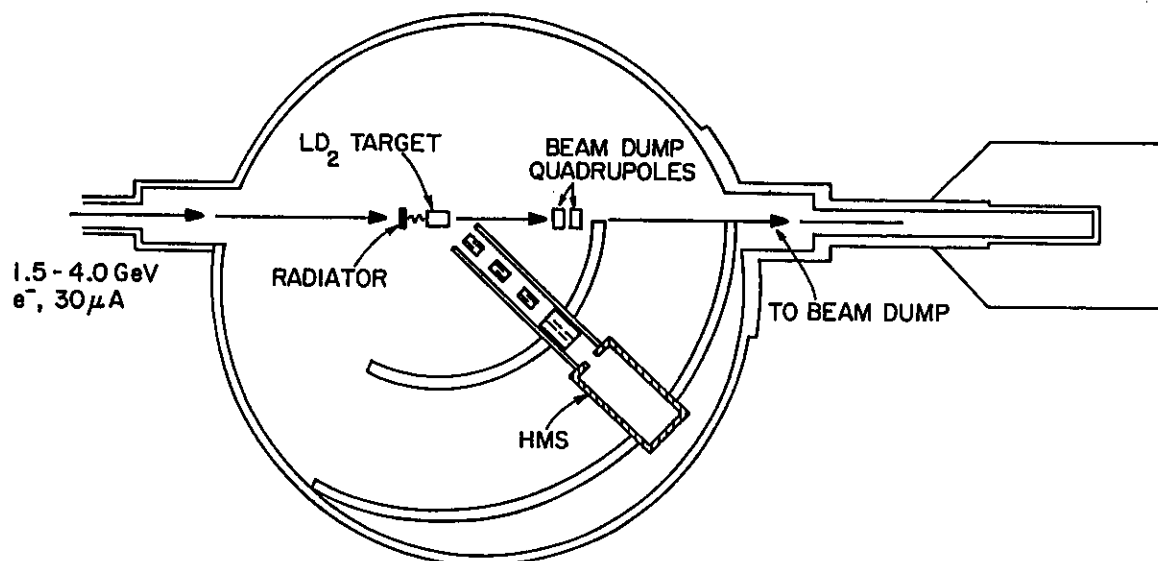 LD2 TARGET
BEAM DUMP
QUADRUPOLES
RADIATOR
1.5 - 4.0 GeV
e-, 30μA
TO BEAM DUMP
HMS